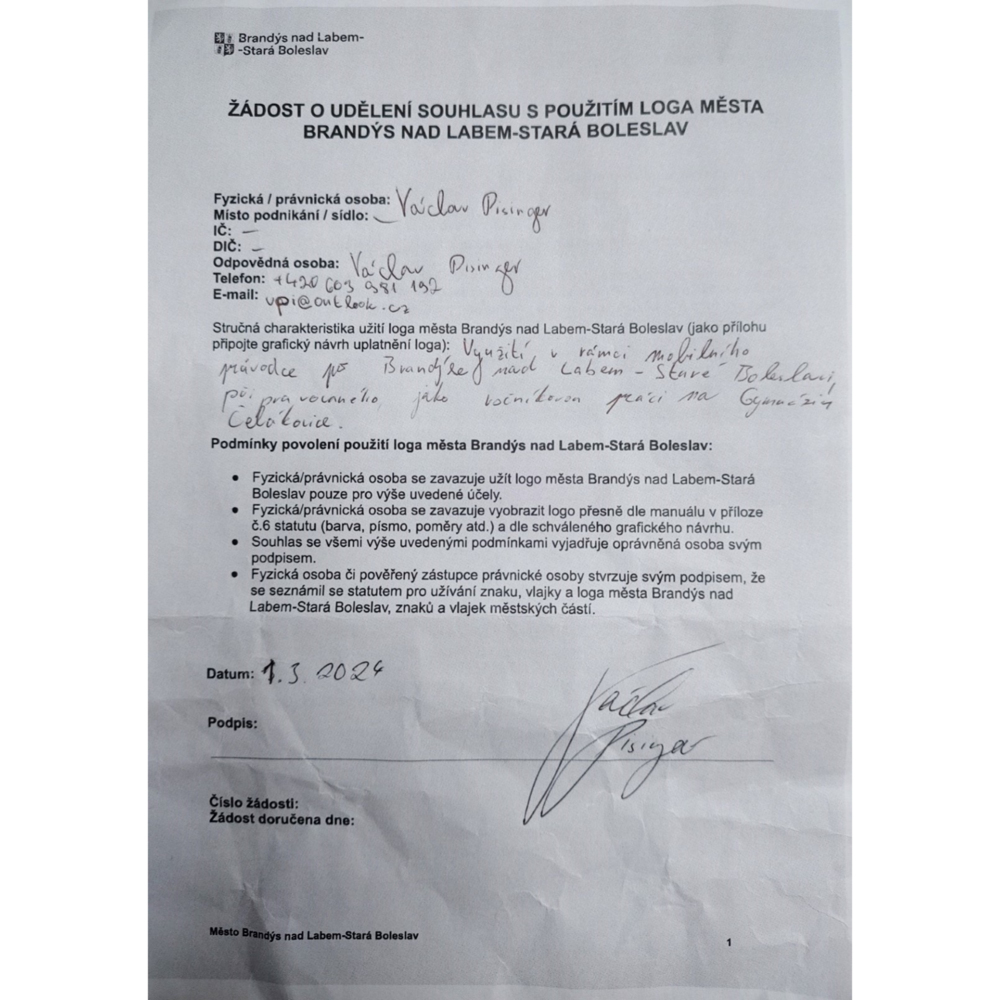 Brandýs nad Labem-
-Stará Boleslav
ŽÁDOST O UDĚLENÍ SOUHLASU S POUŽITÍM LOGA MĚSTA
BRANDÝS NAD LABEM-STARÁ BOLESLAV
Fyzická / právnická osoba: Václav Pisinger
Místo podnikání / sídlo: —
IČ: —
DIČ: —
Odpovědná osoba: Václav Pisinger
Telefon: +420 603 981 192
E-mail: vpi@outlook.cz
Stručná charakteristika užití loga města Brandýs nad Labem-Stará Boleslav (jako přílohu
připojte grafický návrh uplatnění loga): Využití v rámci mobilního
průvodce po Brandýse nad Labem - Staré Boleslavi,
jako ročníkovou práci na Gymnáziu
Čelákovice.
Podmínky povolení použití loga města Brandýs nad Labem-Stará Boleslav:
• Fyzická/právnická osoba se zavazuje užít logo města Brandýs nad Labem-Stará
Boleslav pouze pro výše uvedené účely.
• Fyzická/právnická osoba se zavazuje vyobrazit logo přesně dle manuálu v příloze
č.6 statutu (barva, písmo, poměry atd.) a dle schváleného grafického návrhu.
• Souhlas se všemi výše uvedenými podmínkami vyjadřuje oprávněná osoba svým
podpisem.
• Fyzická osoba či pověřený zástupce právnické osoby stvrzuje svým podpisem, že
se seznámil se statutem pro užívání znaku, vlajky a loga města Brandýs nad
Labem-Stará Boleslav, znaků a vlajek městských částí.
Datum: 1.3.2024
Václav
Podpis:
Pisinger
Číslo žádosti:
Žádost doručena dne:
Město Brandýs nad Labem-Stará Boleslav
1